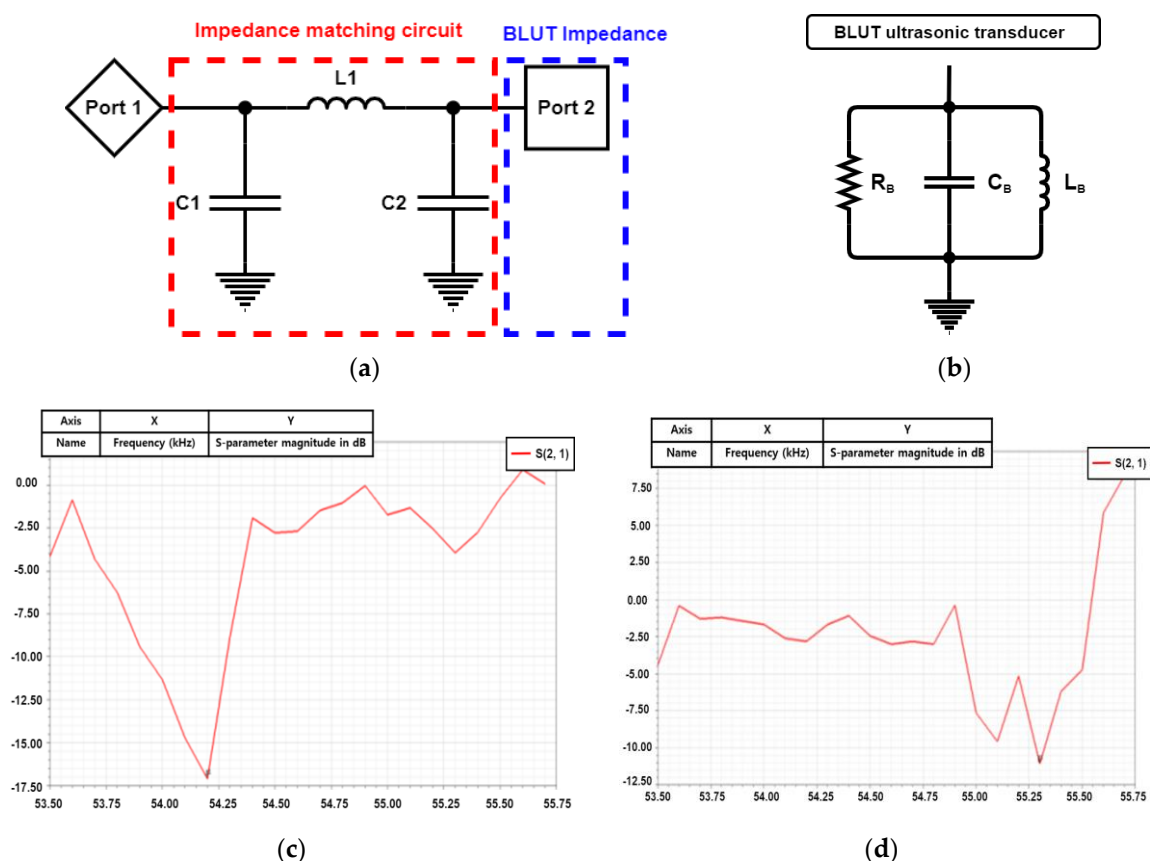 Impedance matching circuit
BLUT Impedance
Port 1
L1
Port 2
C1
C2
(a)
BLUT ultrasonic transducer
R_B
C_B
L_B
(b)
Axis X Y
Name Frequency (kHz) S-parameter magnitude in dB
S(2, 1)
0.00
-2.50
-5.00
-7.50
-10.00
-12.50
-15.00
-17.50
53.50 53.75 54.00 54.25 54.50 54.75 55.00 55.25 55.50 55.75
(c)
Axis X Y
Name Frequency (kHz) S-parameter magnitude in dB
S(2, 1)
7.50
5.00
2.50
0.00
-2.50
-5.00
-7.50
-10.00
-12.50
53.50 53.75 54.00 54.25 54.50 54.75 55.00 55.25 55.50 55.75
(d)